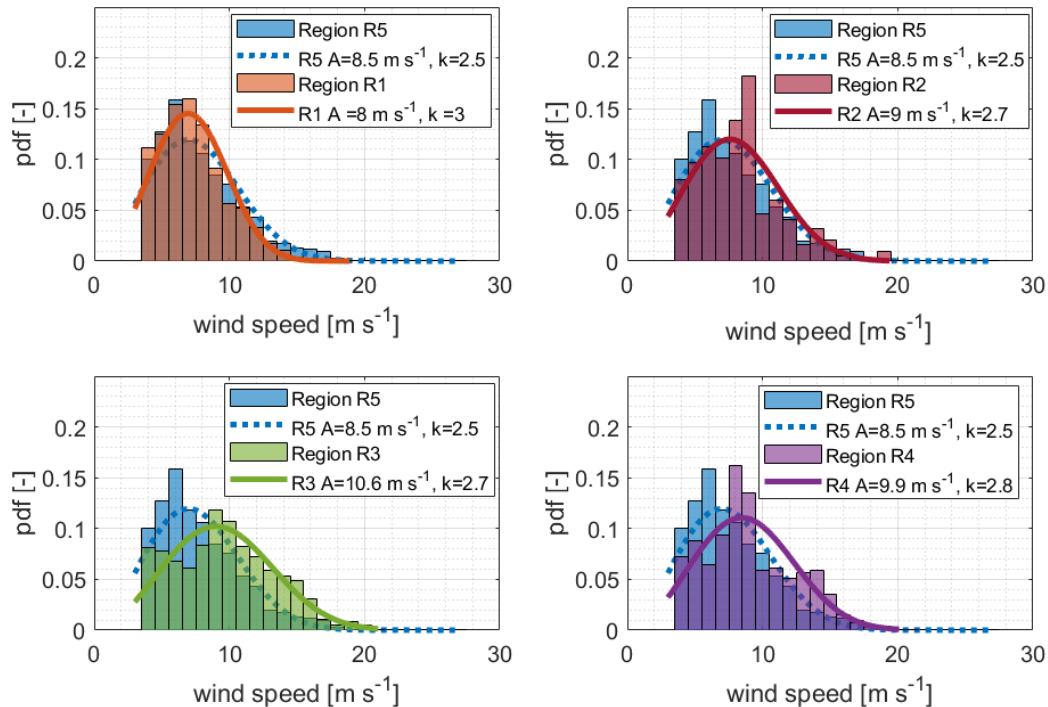 Region R5
R5 A=8.5 m s⁻¹, k=2.5
Region R1
R1 A =8 m s⁻¹, k =3
0.2
0.15
0.1
0.05
0
pdf [-]
0 10 20 30
wind speed [m s⁻¹]
Region R5
R5 A=8.5 m s⁻¹, k=2.5
Region R2
R2 A=9 m s⁻¹, k=2.7
0.2
0.15
0.1
0.05
0
pdf [-]
0 10 20 30
wind speed [m s⁻¹]
Region R5
R5 A=8.5 m s⁻¹, k=2.5
Region R3
R3 A=10.6 m s⁻¹, k=2.7
0.2
0.15
0.1
0.05
0
pdf [-]
0 10 20 30
wind speed [m s⁻¹]
Region R5
R5 A=8.5 m s⁻¹, k=2.5
Region R4
R4 A=9.9 m s⁻¹, k=2.8
0.2
0.15
0.1
0.05
0
pdf [-]
0 10 20 30
wind speed [m s⁻¹]